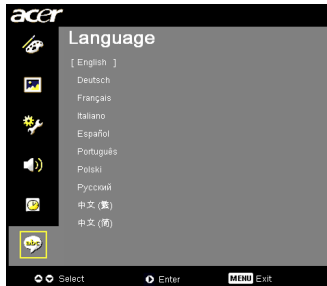 acer
Language
[ English ]
Deutsch
Français
Italiano
Español
Português
Polski
Русский
中文 (繁)
中文 (简)
abc
Select Enter MENU Exit